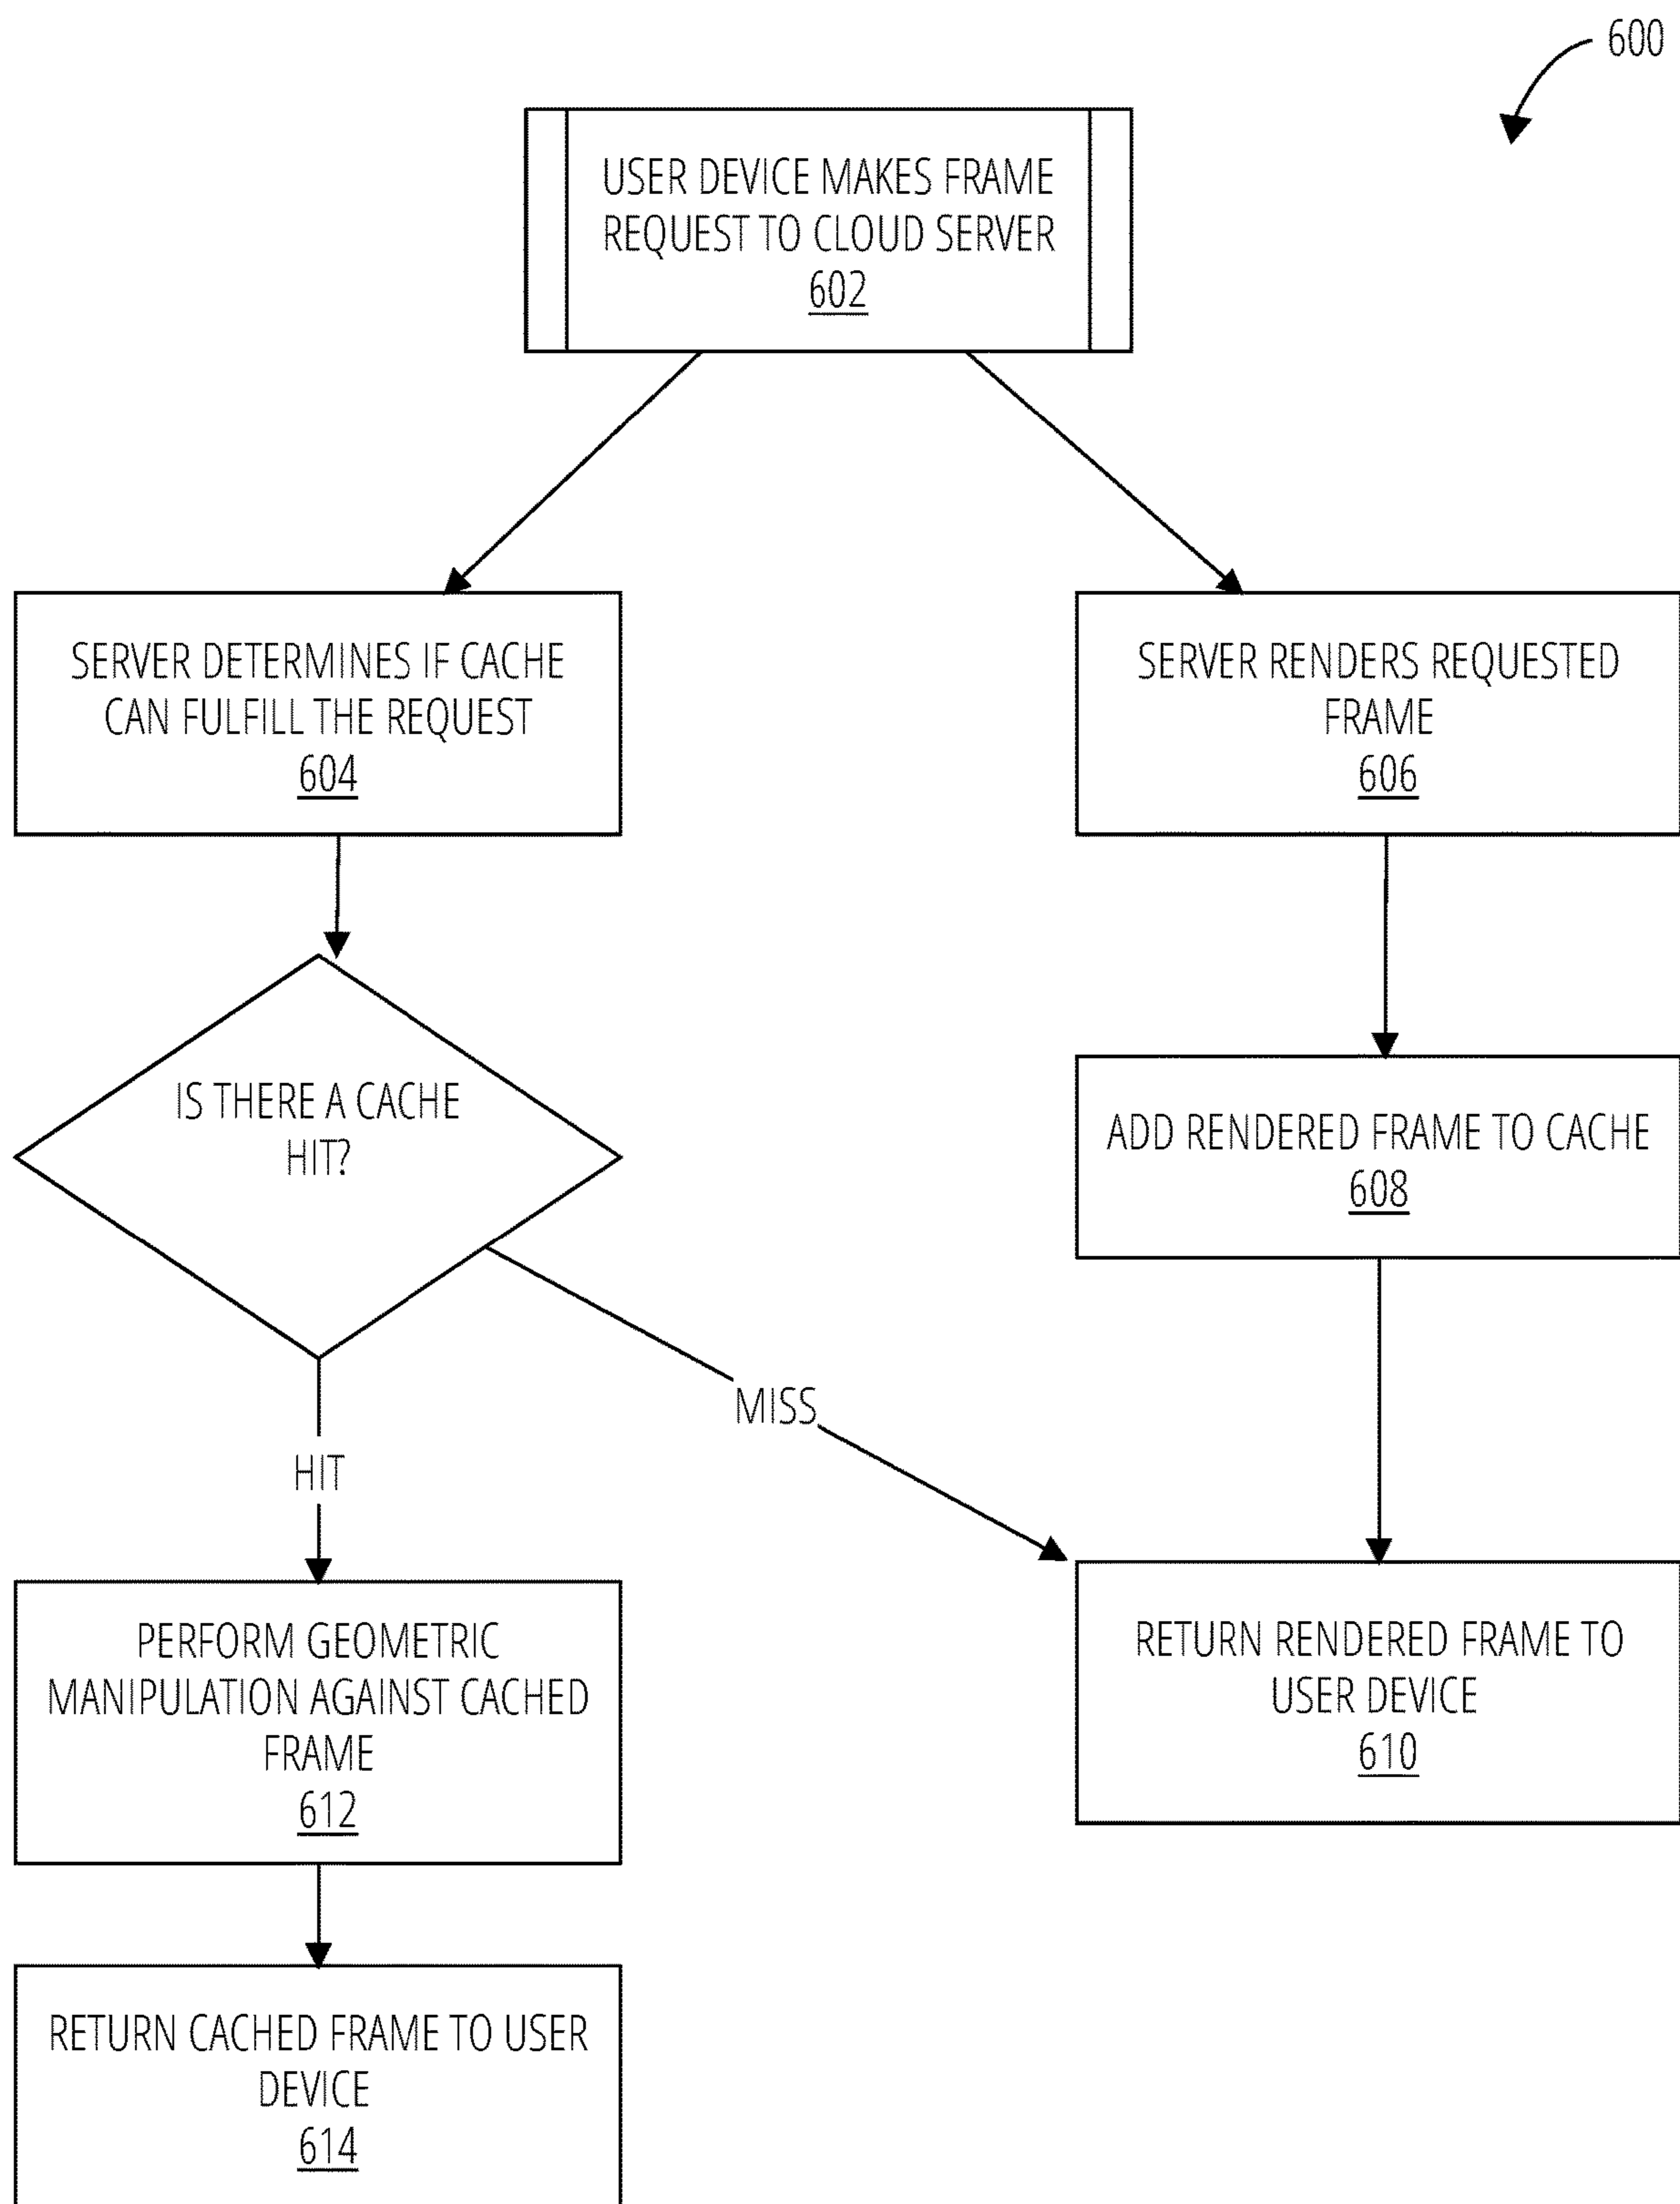 600
USER DEVICE MAKES FRAME
REQUEST TO CLOUD SERVER
602
SERVER DETERMINES IF CACHE
CAN FULFILL THE REQUEST
604
SERVER RENDERS REQUESTED
FRAME
606
IS THERE A CACHE
HIT?
ADD RENDERED FRAME TO CACHE
608
MISS
HIT
PERFORM GEOMETRIC
MANIPULATION AGAINST CACHED
FRAME
612
RETURN RENDERED FRAME TO
USER DEVICE
610
RETURN CACHED FRAME TO USER
DEVICE
614